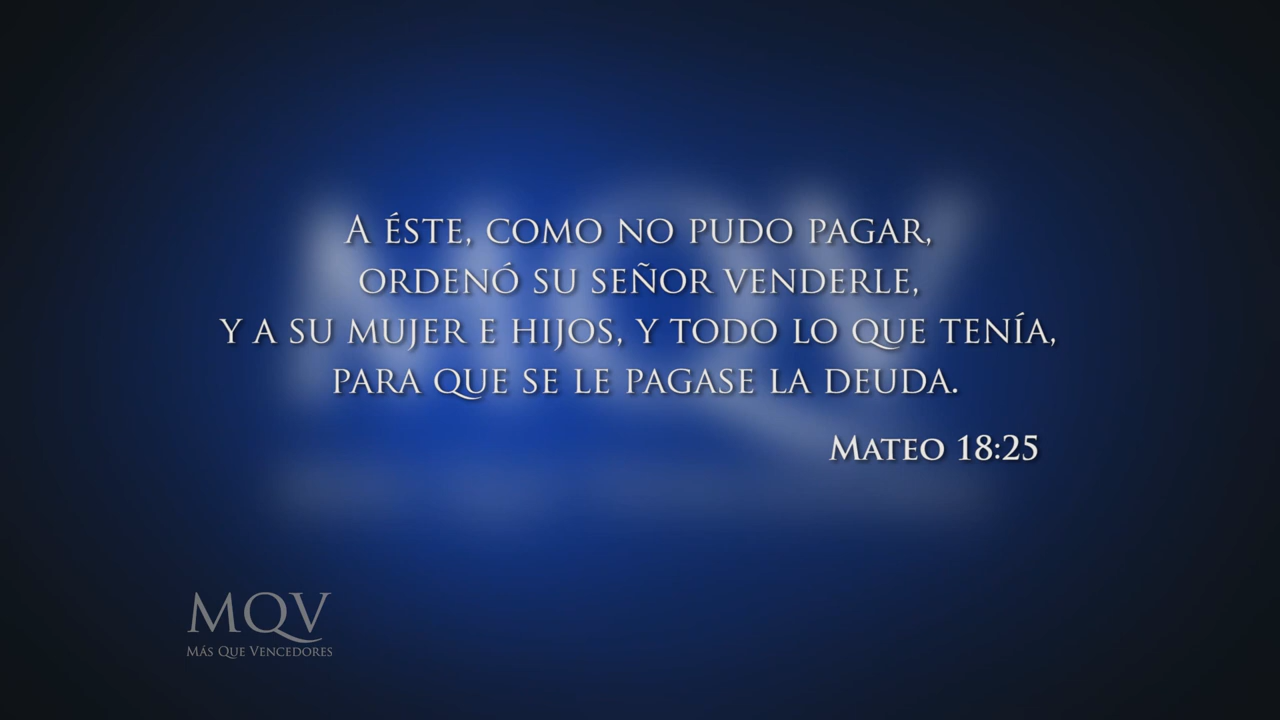 A éste, como no pudo pagar,
ordenó su señor venderle,
y a su mujer e hijos, y todo lo que tenía,
para que se le pagase la deuda.
Mateo 18:25
MQV
Más Que Vencedores